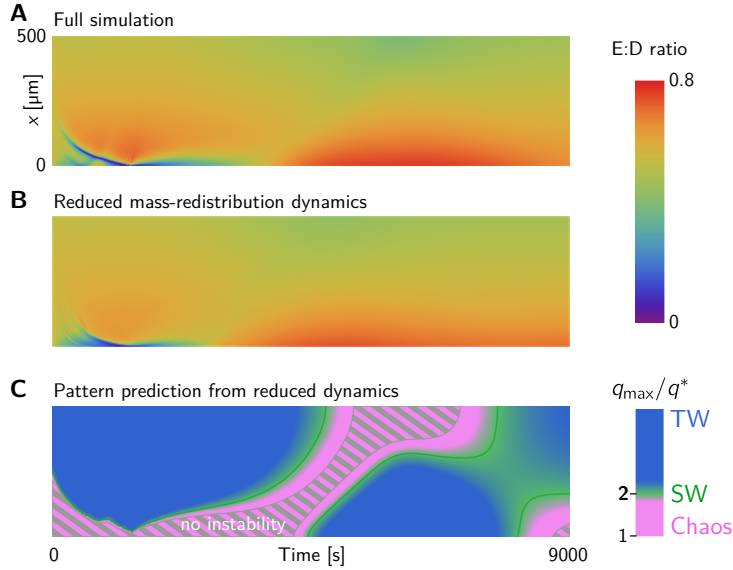 A
Full simulation
500
x [µm]
0
E:D ratio
0.8
0
B
Reduced mass-redistribution dynamics
C
Pattern prediction from reduced dynamics
no instability
0
Time [s]
9000
qmax/q*
TW
2
SW
1
Chaos